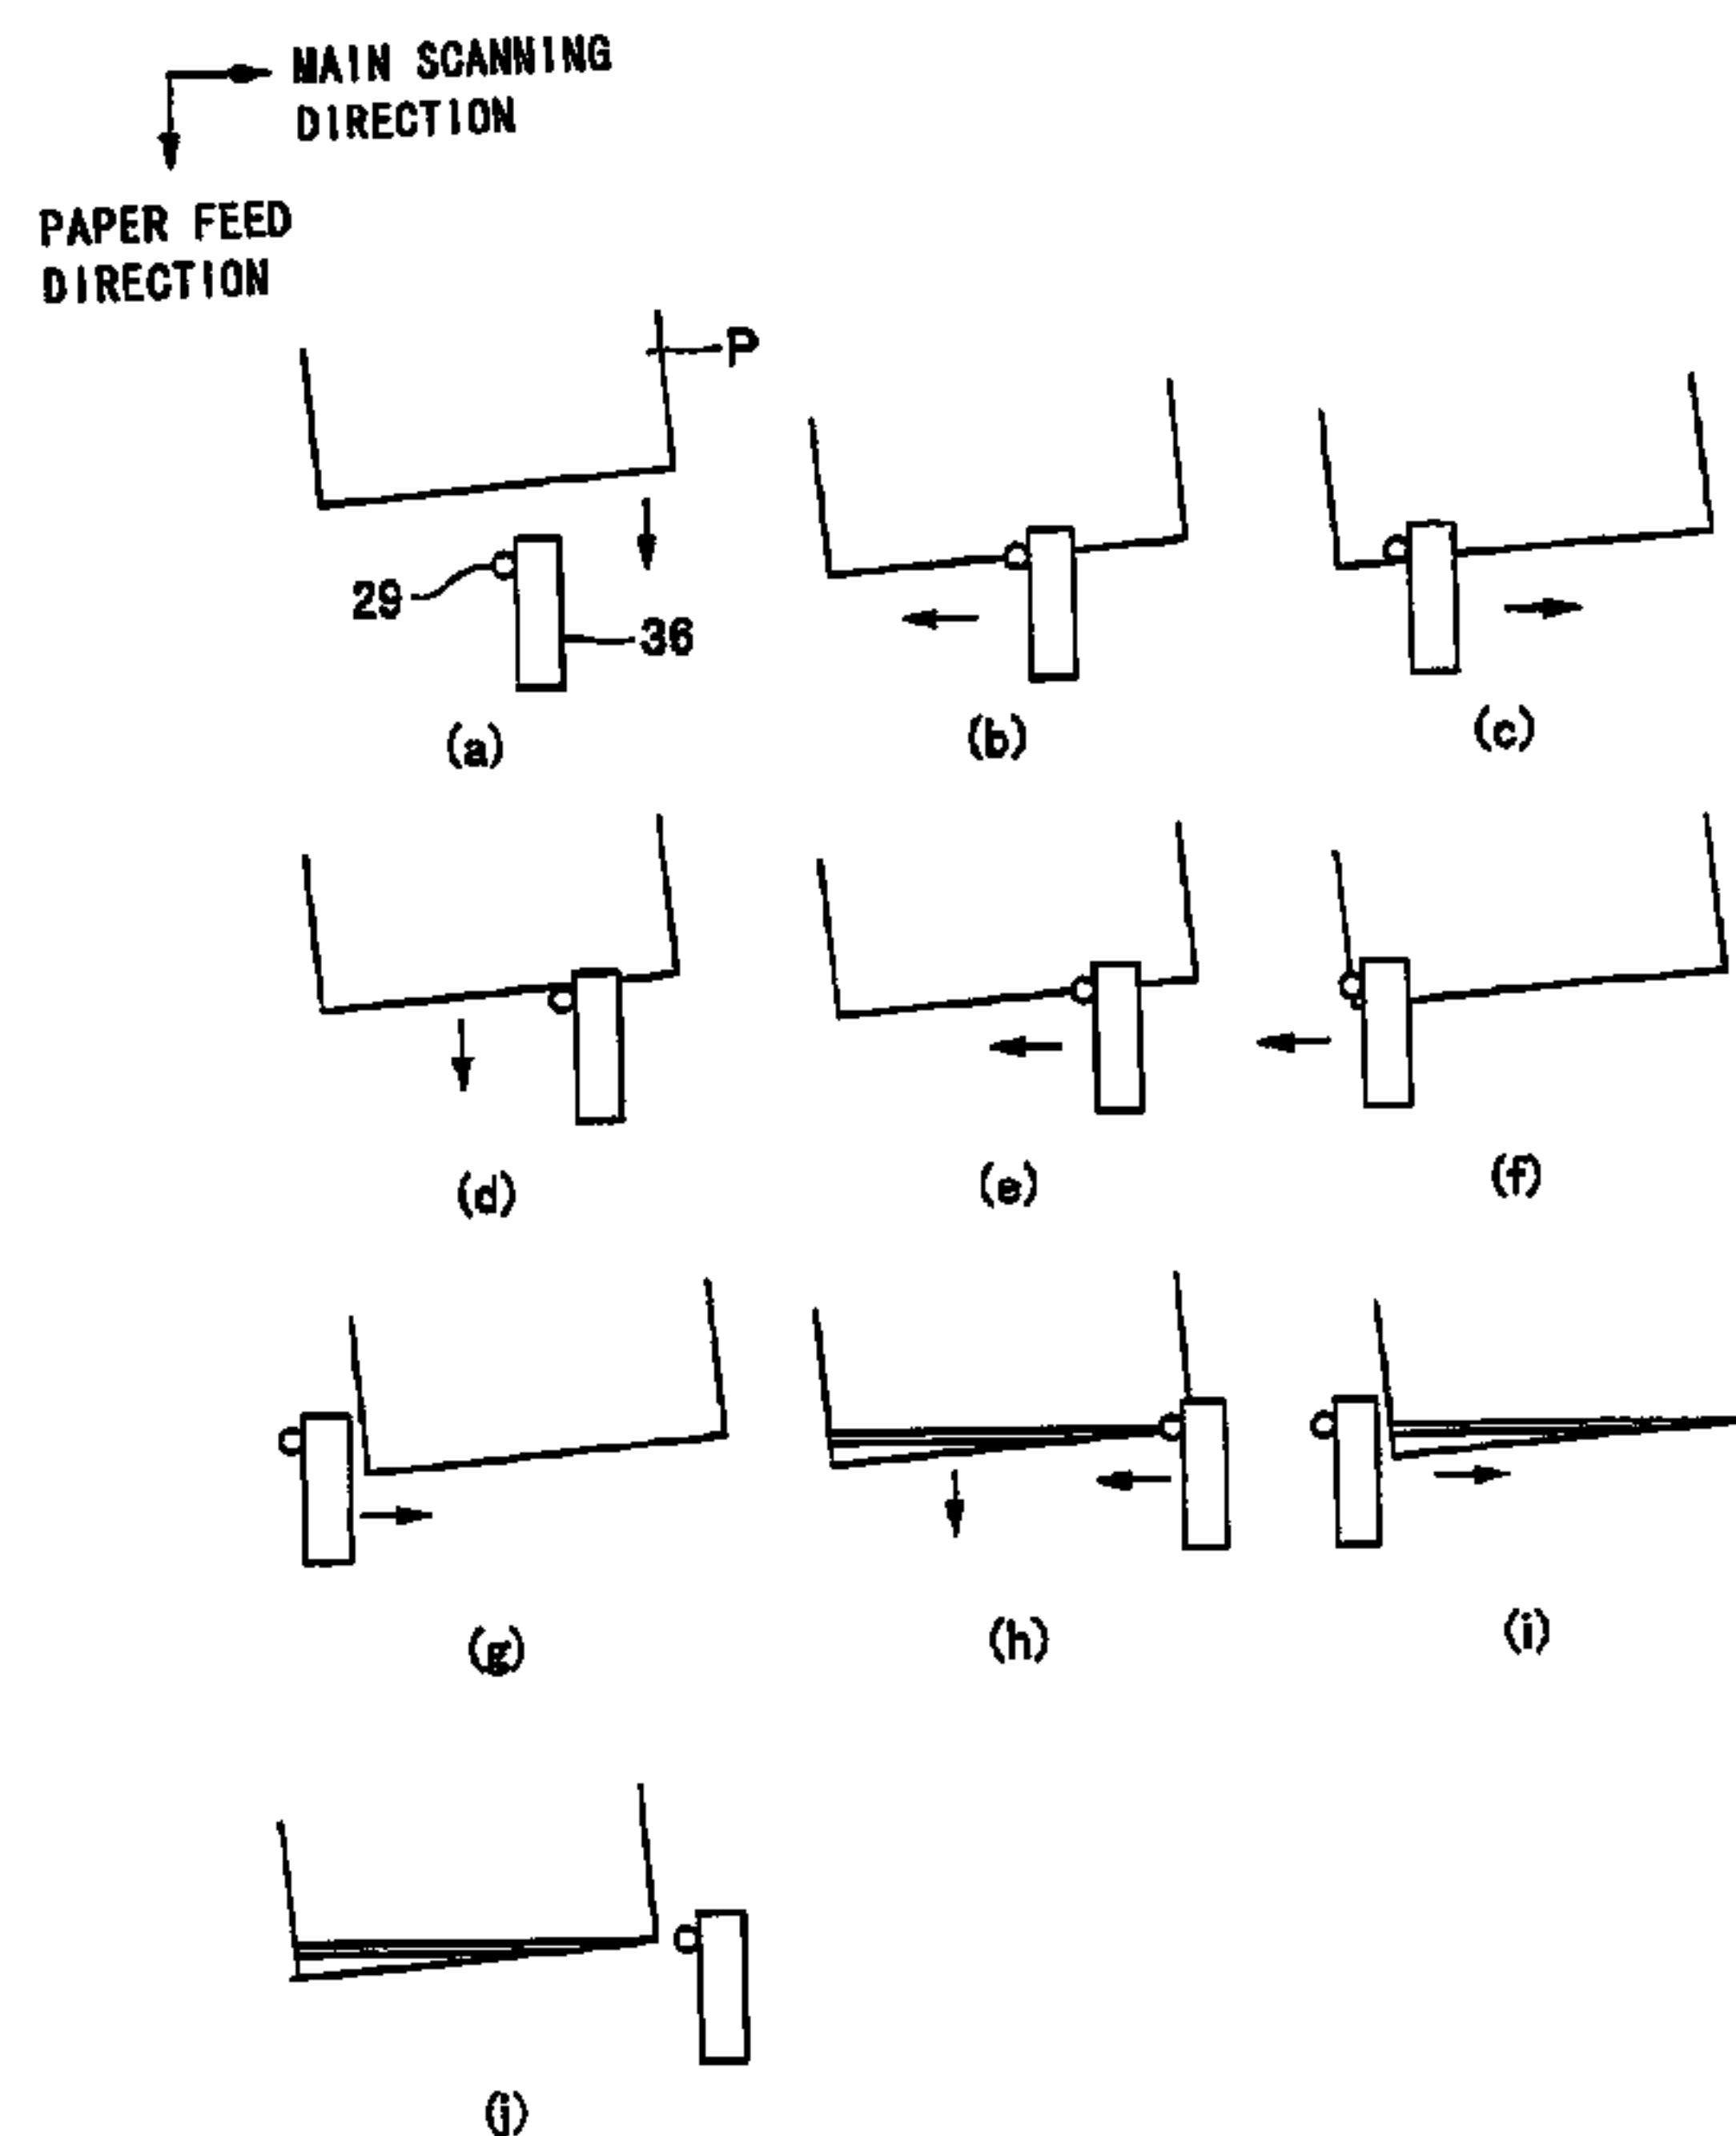 MAIN SCANNING
DIRECTION
PAPER FEED
DIRECTION
P
29
36
(a)
(b)
(c)
(d)
(e)
(f)
(g)
(h)
(i)
(j)